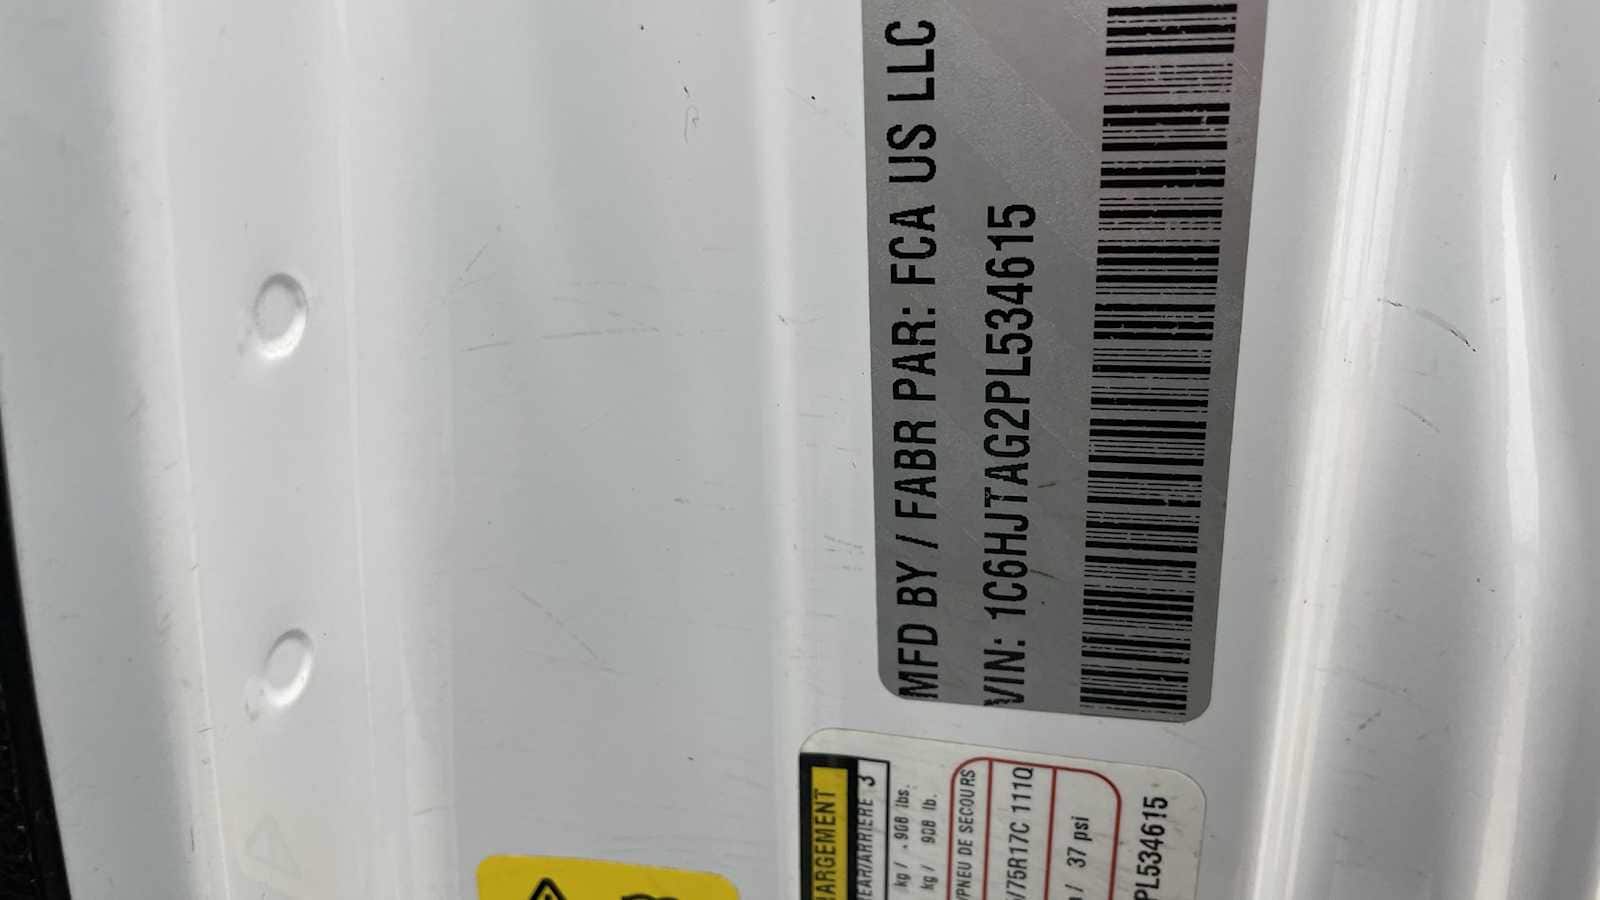 MFD BY / FABR PAR: FCA US LLC
VIN: 1C6HJTAG2PL534615
ARGEMENT
EAR/ARRIERE 3
kg / . 908 lbs.
kg / 908 lb.
/PNEU DE SECOURS
/75R17C 111Q
/ 37 psi
PL534615